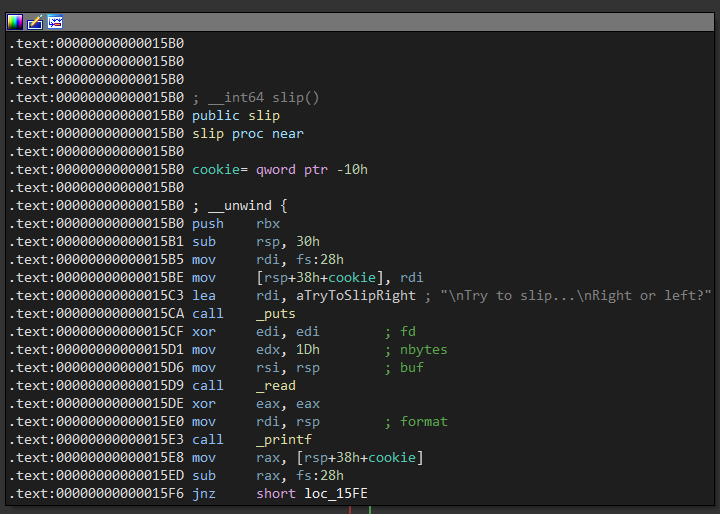 .text:00000000000015B0
.text:00000000000015B0
.text:00000000000015B0
.text:00000000000015B0 ; __int64 slip()
.text:00000000000015B0 public slip
.text:00000000000015B0 slip proc near
.text:00000000000015B0
.text:00000000000015B0 cookie= qword ptr -10h
.text:00000000000015B0
.text:00000000000015B0 ; __unwind {
.text:00000000000015B0 push    rbx
.text:00000000000015B1 sub     rsp, 30h
.text:00000000000015B5 mov     rdi, fs:28h
.text:00000000000015BE mov     [rsp+38h+cookie], rdi
.text:00000000000015C3 lea     rdi, aTryToSlipRight ; "\nTry to slip...\nRight or left?"
.text:00000000000015CA call    _puts
.text:00000000000015CF xor     edi, edi        ; fd
.text:00000000000015D1 mov     edx, 1Dh        ; nbytes
.text:00000000000015D6 mov     rsi, rsp        ; buf
.text:00000000000015D9 call    _read
.text:00000000000015DE xor     eax, eax
.text:00000000000015E0 mov     rdi, rsp        ; format
.text:00000000000015E3 call    _printf
.text:00000000000015E8 mov     rax, [rsp+38h+cookie]
.text:00000000000015ED sub     rax, fs:28h
.text:00000000000015F6 jnz     short loc_15FE